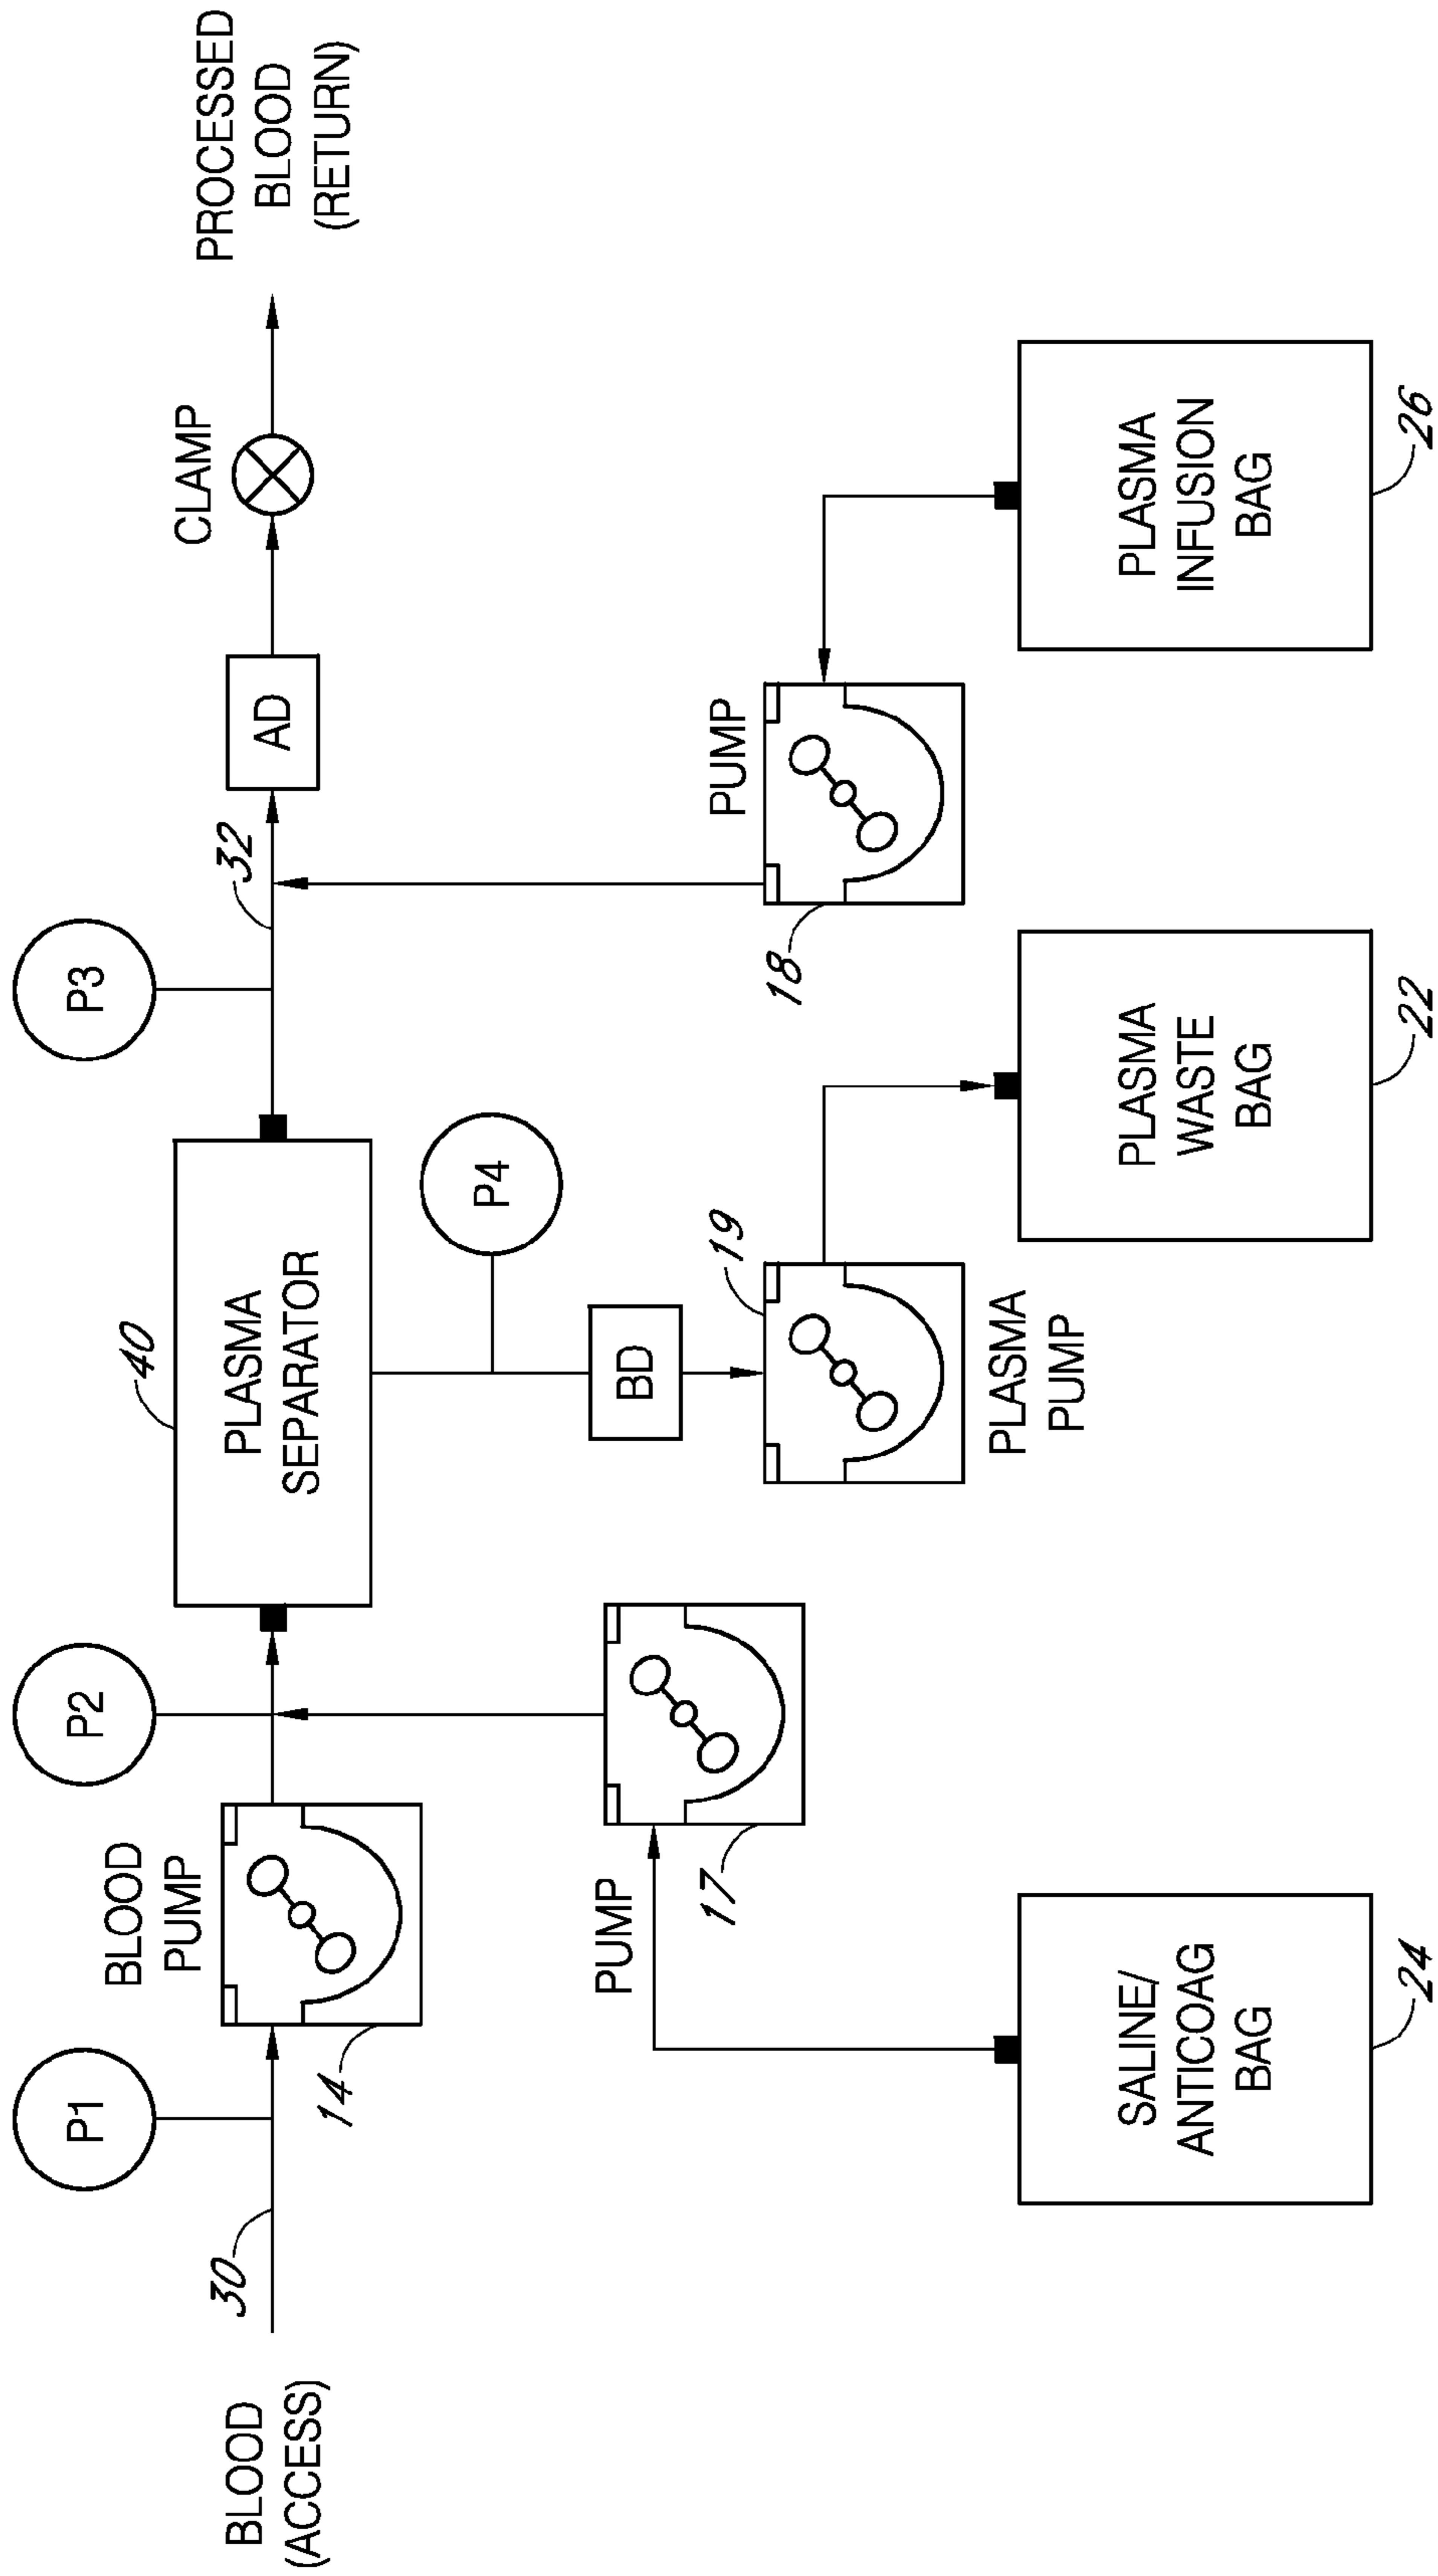 P1
P2
P3
BLOOD
PUMP
40
32
CLAMP
PROCESSED
BLOOD
(RETURN)
30
BLOOD
(ACCESS)
14
PLASMA
SEPARATOR
AD
P4
PUMP
17
BD
19
PLASMA
PUMP
PUMP
18
SALINE/
ANTICOAG
BAG
24
PLASMA
WASTE
BAG
22
PLASMA
INFUSION
BAG
26